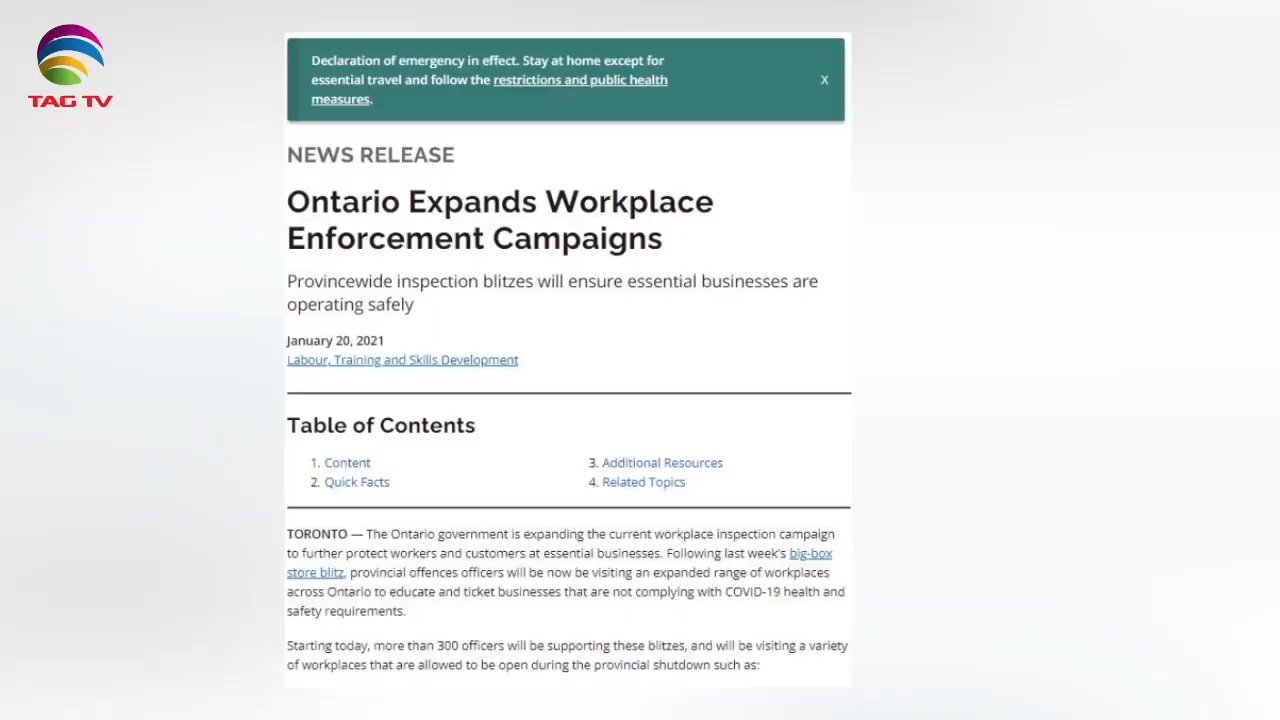 TAG TV
Declaration of emergency in effect. Stay at home except for
essential travel and follow the restrictions and public health
measures.
X
NEWS RELEASE
Ontario Expands Workplace
Enforcement Campaigns
Provincewide inspection blitzes will ensure essential businesses are
operating safely
January 20, 2021
Labour, Training and Skills Development
Table of Contents
1. Content
2. Quick Facts
3. Additional Resources
4. Related Topics
TORONTO — The Ontario government is expanding the current workplace inspection campaign
to further protect workers and customers at essential businesses. Following last week's big-box
store blitz, provincial offences officers will be now be visiting an expanded range of workplaces
across Ontario to educate and ticket businesses that are not complying with COVID-19 health and
safety requirements.
Starting today, more than 300 officers will be supporting these blitzes, and will be visiting a variety
of workplaces that are allowed to be open during the provincial shutdown such as: